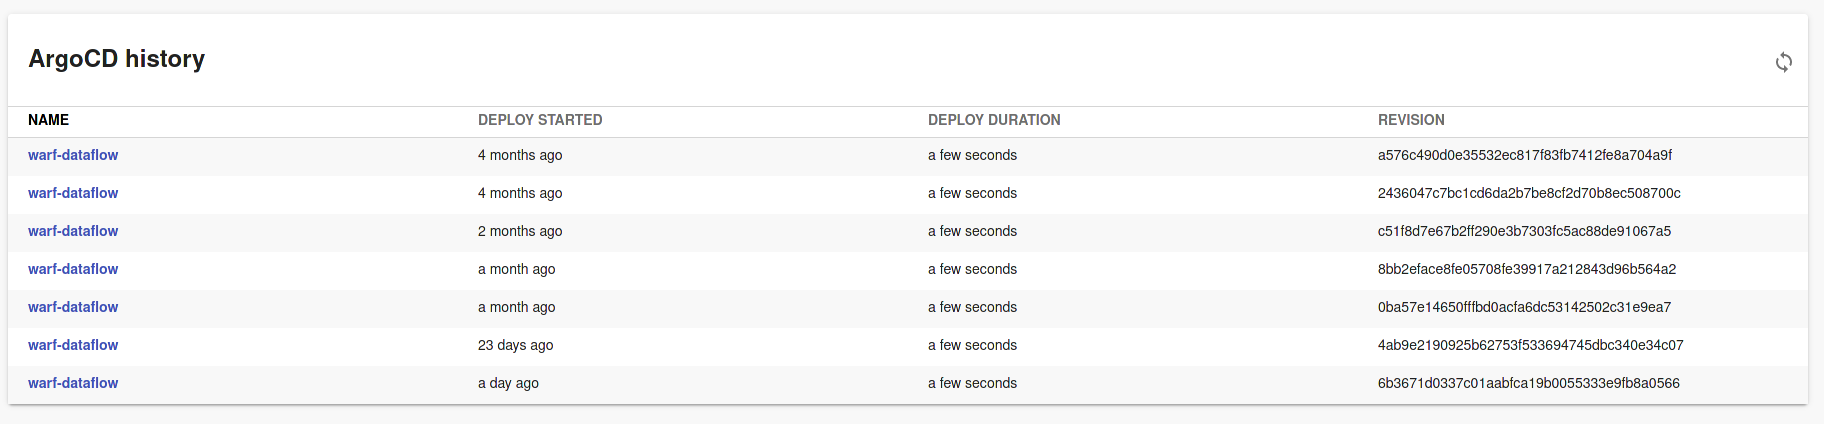 ArgoCD history
NAME DEPLOY STARTED DEPLOY DURATION REVISION
warf-dataflow 4 months ago a few seconds a576c490d0e35532ec817f83fb7412fe8a704a9f
warf-dataflow 4 months ago a few seconds 2436047c7bc1cd6da2b7be8cf2d70b8ec508700c
warf-dataflow 2 months ago a few seconds c51f8d7e67b2ff290e3b7303fc5ac88de91067a5
warf-dataflow a month ago a few seconds 8bb2eface8fe05708fe39917a212843d96b564a2
warf-dataflow a month ago a few seconds 0ba57e14650fffbd0acfa6dc53142502c31e9ea7
warf-dataflow 23 days ago a few seconds 4ab9e2190925b62753f533694745dbc340e34c07
warf-dataflow a day ago a few seconds 6b3671d0337c01aabfca19b0055333e9fb8a0566